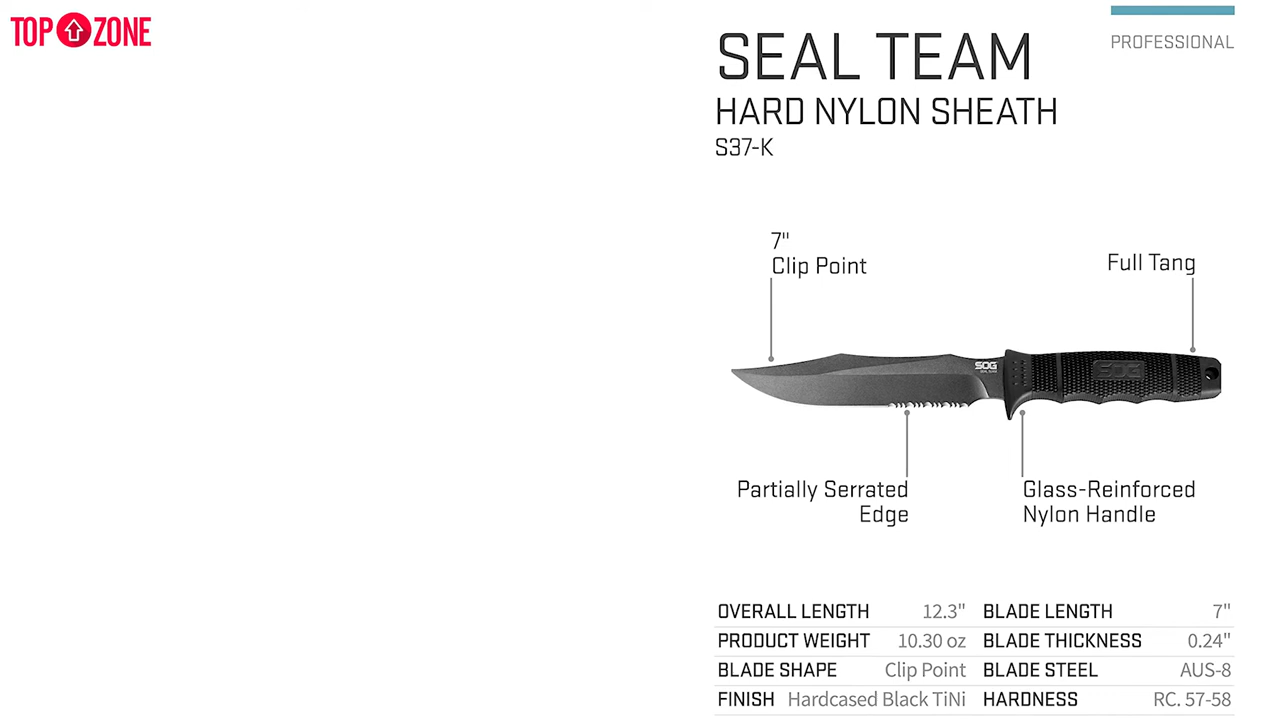 TOP ZONE
PROFESSIONAL
SEAL TEAM
HARD NYLON SHEATH
S37-K
7"
Clip Point
Full Tang
SOG
SEAL TEAM
SOG
Partially Serrated
Edge
Glass-Reinforced
Nylon Handle
OVERALL LENGTH 12.3" BLADE LENGTH 7"
PRODUCT WEIGHT 10.30 oz BLADE THICKNESS 0.24"
BLADE SHAPE Clip Point BLADE STEEL AUS-8
FINISH Hardcased Black TiNi HARDNESS RC. 57-58